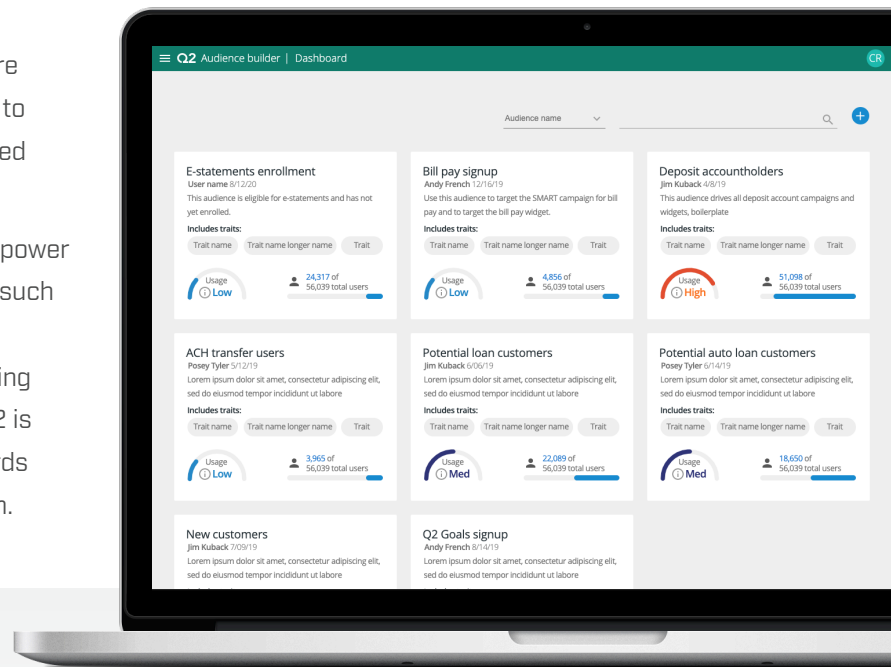 re
to
ed
power
such
ing
2 is
ds
n.
Q2 Audience builder | Dashboard
CR
Audience name
E-statements enrollment
User name 8/12/20
This audience is eligible for e-statements and has not
yet enrolled.
Includes traits:
Trait name Trait name longer name Trait
Usage
Low
24,317 of
56,039 total users
Bill pay signup
Andy French 12/16/19
Use this audience to target the SMART campaign for bill
pay and to target the bill pay widget.
Includes traits:
Trait name Trait name longer name Trait
Usage
Low
4,856 of
56,039 total users
Deposit accountholders
Jim Kuback 4/8/19
This audience drives all deposit account campaigns and
widgets, boilerplate
Includes traits:
Trait name Trait name longer name Trait
Usage
High
51,098 of
56,039 total users
ACH transfer users
Posey Tyler 5/12/19
Lorem ipsum dolor sit amet, consectetur adipiscing elit,
sed do eiusmod tempor incididunt ut labore
Includes traits:
Trait name Trait name longer name Trait
Usage
Low
3,965 of
56,039 total users
Potential loan customers
Jim Kuback 6/06/19
Lorem ipsum dolor sit amet, consectetur adipiscing elit,
sed do eiusmod tempor incididunt ut labore
Includes traits:
Trait name Trait name longer name Trait
Usage
Med
22,089 of
56,039 total users
Potential auto loan customers
Posey Tyler 6/14/19
Lorem ipsum dolor sit amet, consectetur adipiscing elit,
sed do eiusmod tempor incididunt ut labore
Includes traits:
Trait name Trait name longer name Trait
Usage
Med
18,650 of
56,039 total users
New customers
Jim Kuback 7/09/19
Lorem ipsum dolor sit amet, consectetur adipiscing elit,
sed do eiusmod tempor incididunt ut labore
Q2 Goals signup
Andy French 8/14/19
Lorem ipsum dolor sit amet, consectetur adipiscing elit,
sed do eiusmod tempor incididunt ut labore